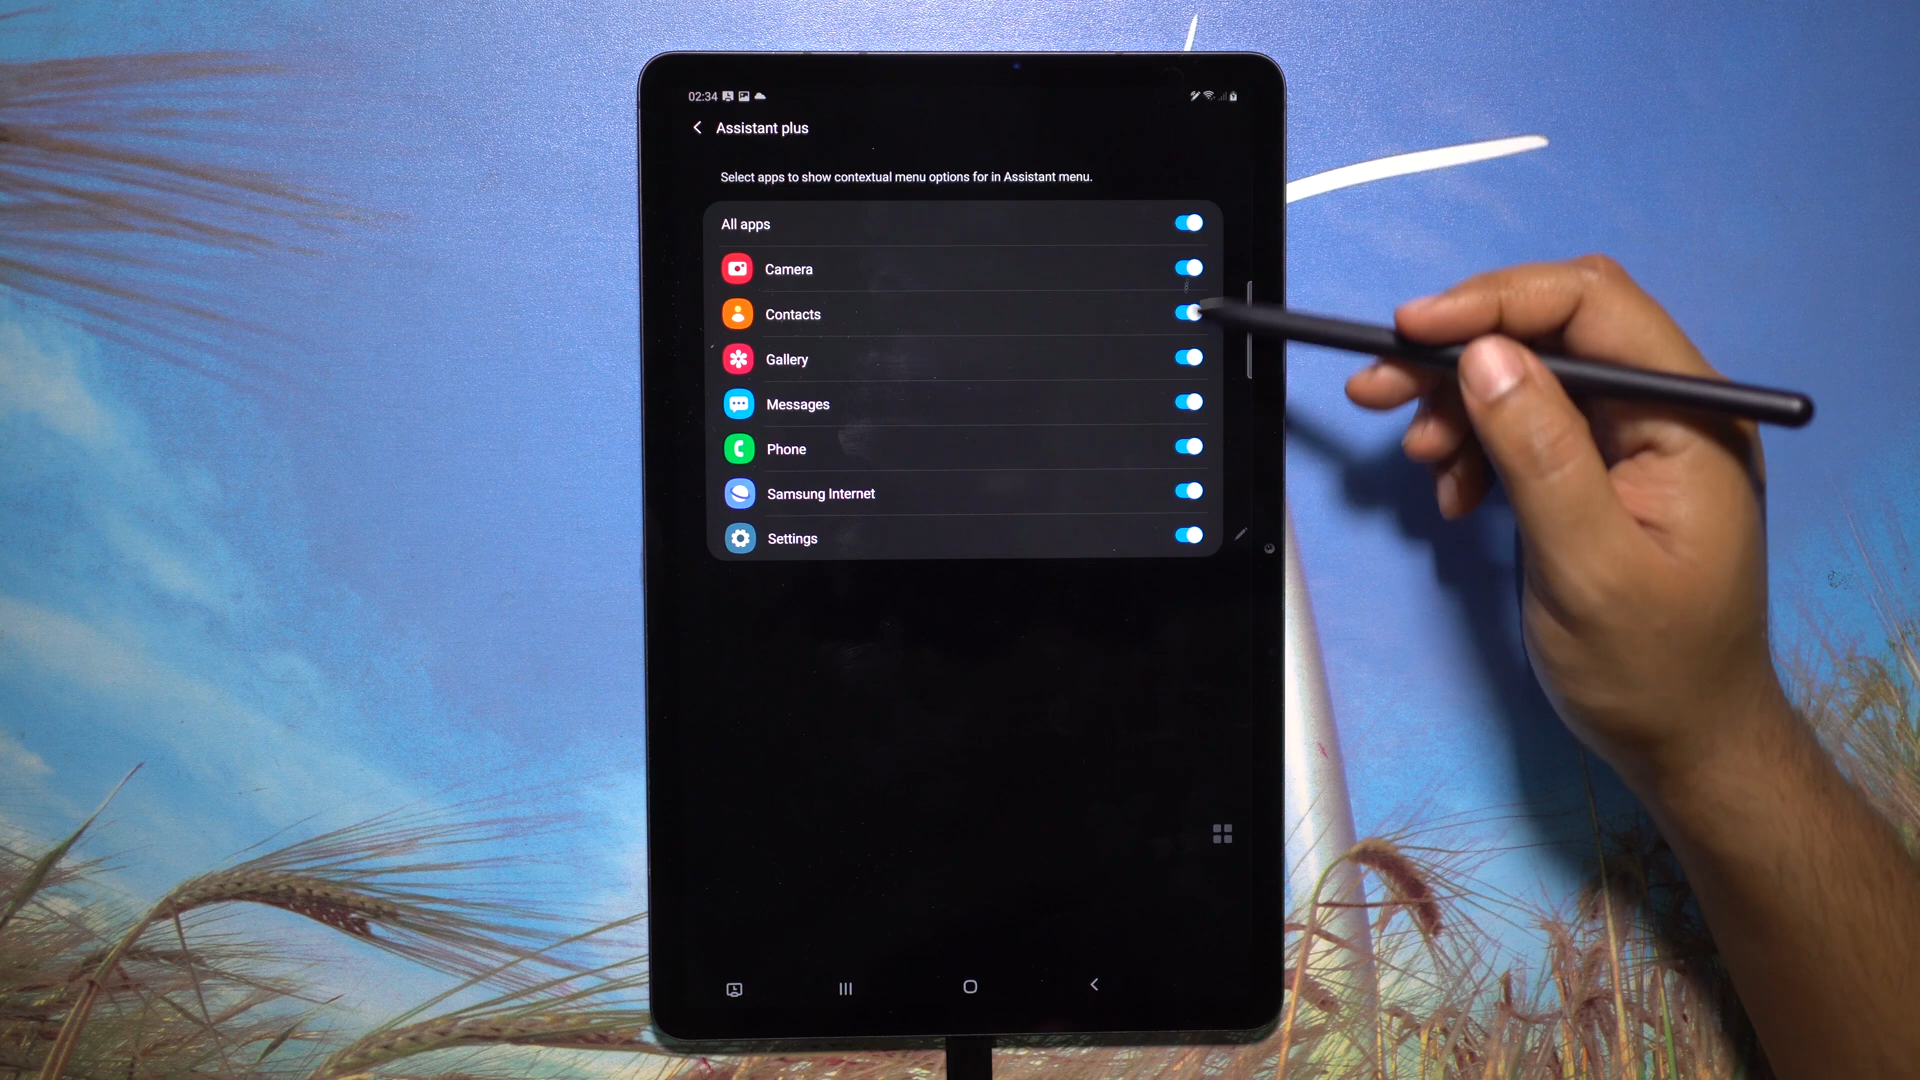 02:34
Assistant plus
Select apps to show contextual menu options for in Assistant menu.
All apps
Camera
Contacts
Gallery
Messages
Phone
Samsung Internet
Settings